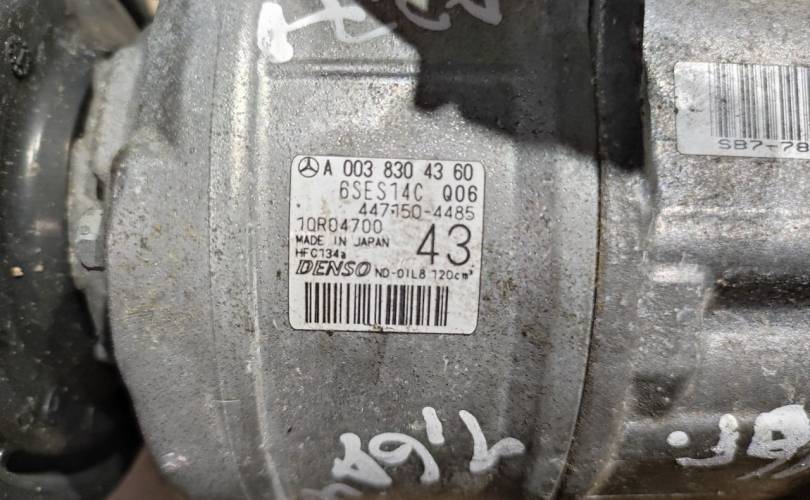 A 003 830 43 60
6SES14C Q06
447150-4485
1QR04700
MADE IN JAPAN 43
HFC134a
DENSO ND-OIL8 120cm³
SB7-78